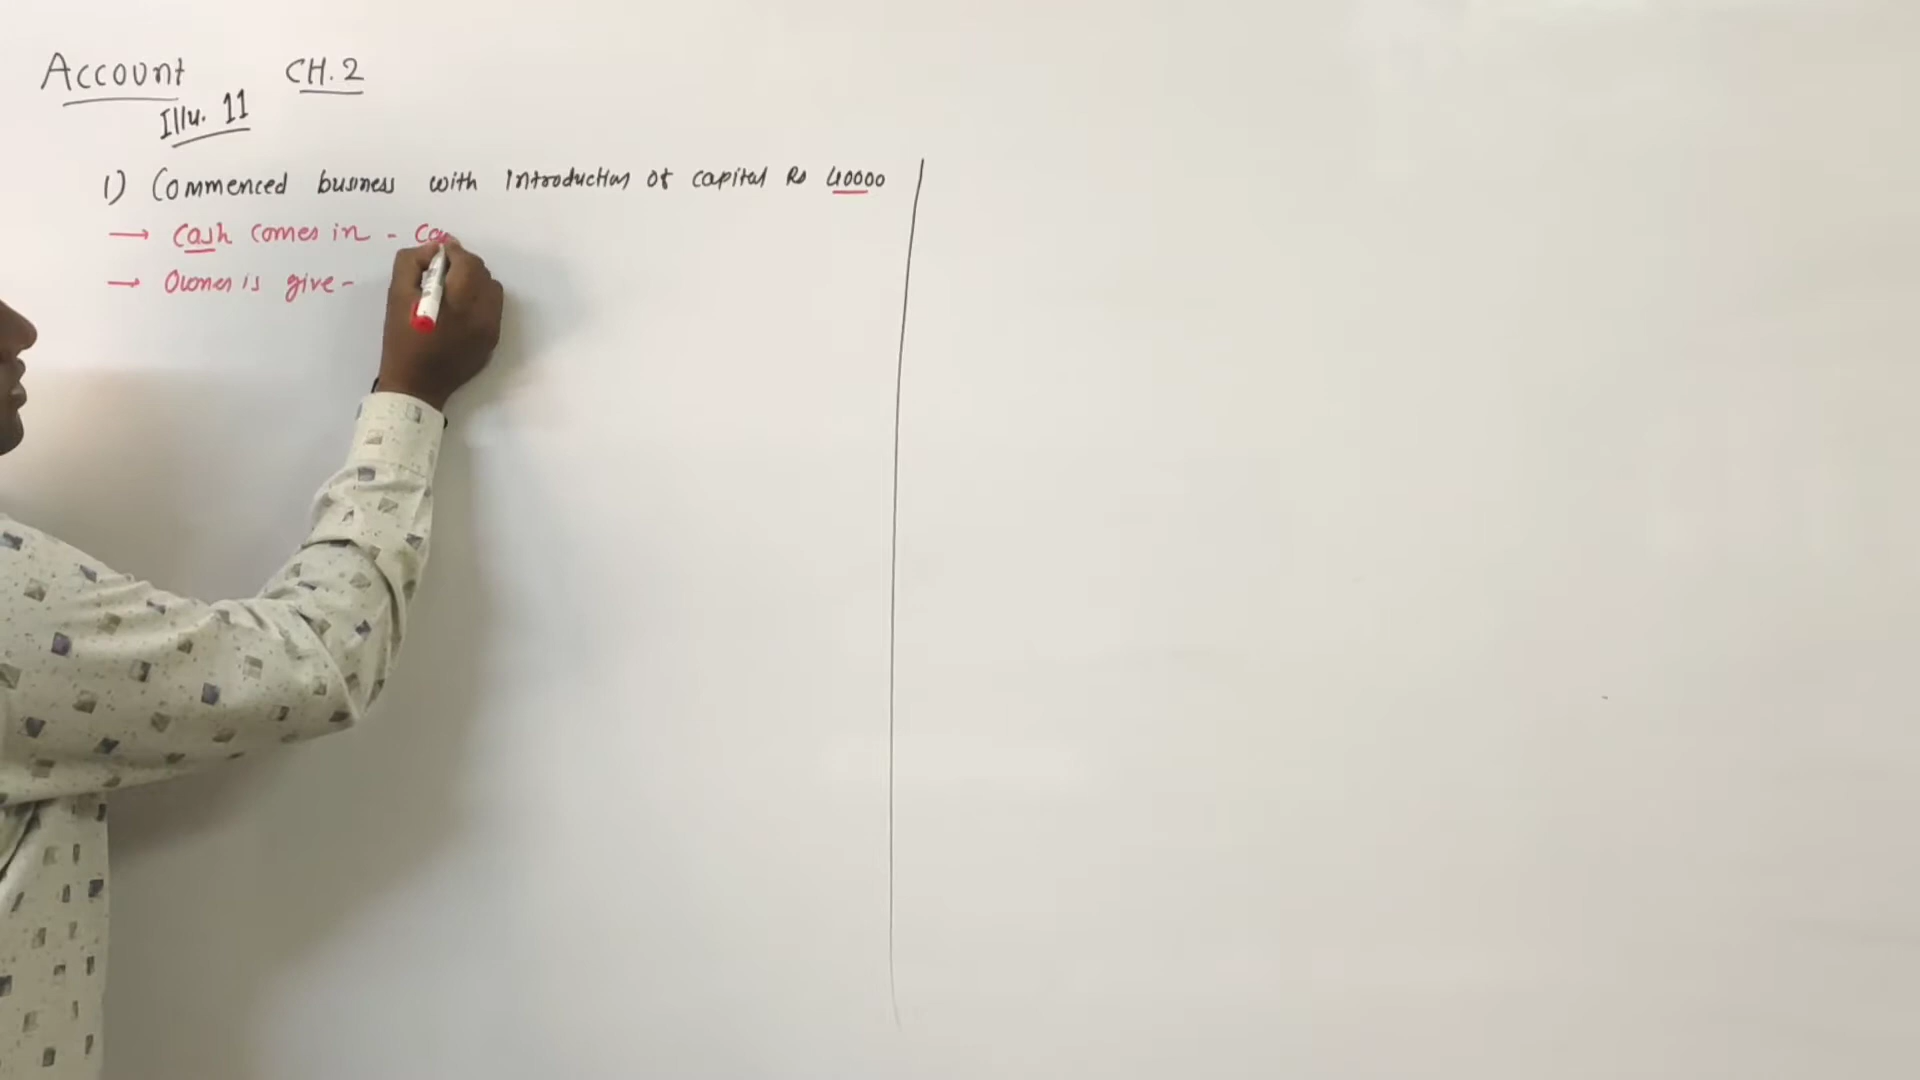 Account CH.2
Illu. 11
1) Commenced business with introduction of capital Rs 40000
→ Cash comes in -
→ Owner is give -